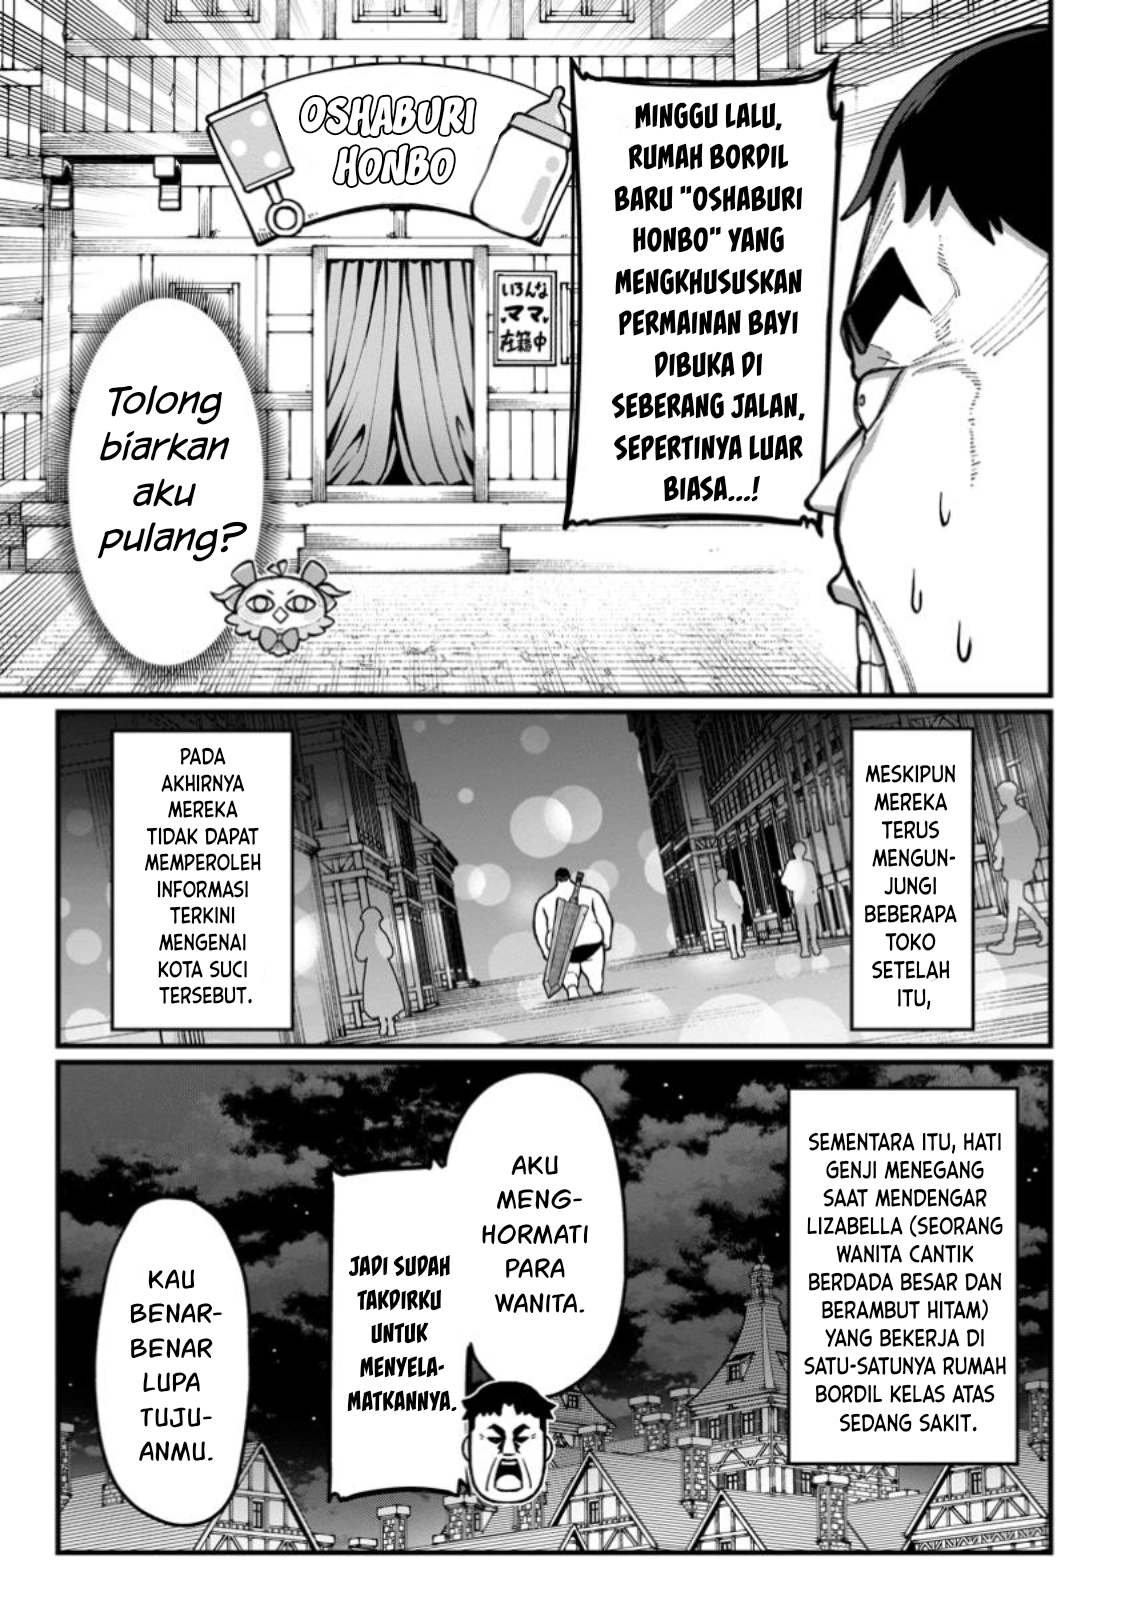 MINGGU LALU,
RUMAH BORDIL
BARU "OSHABURI
HONBO" YANG
MENGKHUSUSKAN
PERMAINAN BAYI
DIBUKA DI
SEBERANG JALAN,
SEPERTINYA LUAR
BIASA...!
OSHABURI
HONBO
いろんな
ママ
在籍中
Tolong
biarkan
aku
pulang?
MESKIPUN
MEREKA
TERUS
MENGUN-
JUNGI
BEBERAPA
TOKO
SETELAH
ITU,
PADA
AKHIRNYA
MEREKA
TIDAK DAPAT
MEMPEROLEH
INFORMASI
TERKINI
MENGENAI
KOTA SUCI
TERSEBUT.
SEMENTARA ITU, HATI
GENJI MENEGANG
SAAT MENDENGAR
LIZABELLA (SEORANG
WANITA CANTIK
BERDADA BESAR DAN
BERAMBUT HITAM)
YANG BEKERJA DI
SATU-SATUNYA RUMAH
BORDIL KELAS ATAS
SEDANG SAKIT.
AKU
MENG-
HORMATI
PARA
WANITA.
JADI SUDAH
TAKDIRKU
UNTUK
MENYELA-
MATKANNYA.
KAU
BENAR-
BENAR
LUPA
TUJU-
ANMU.